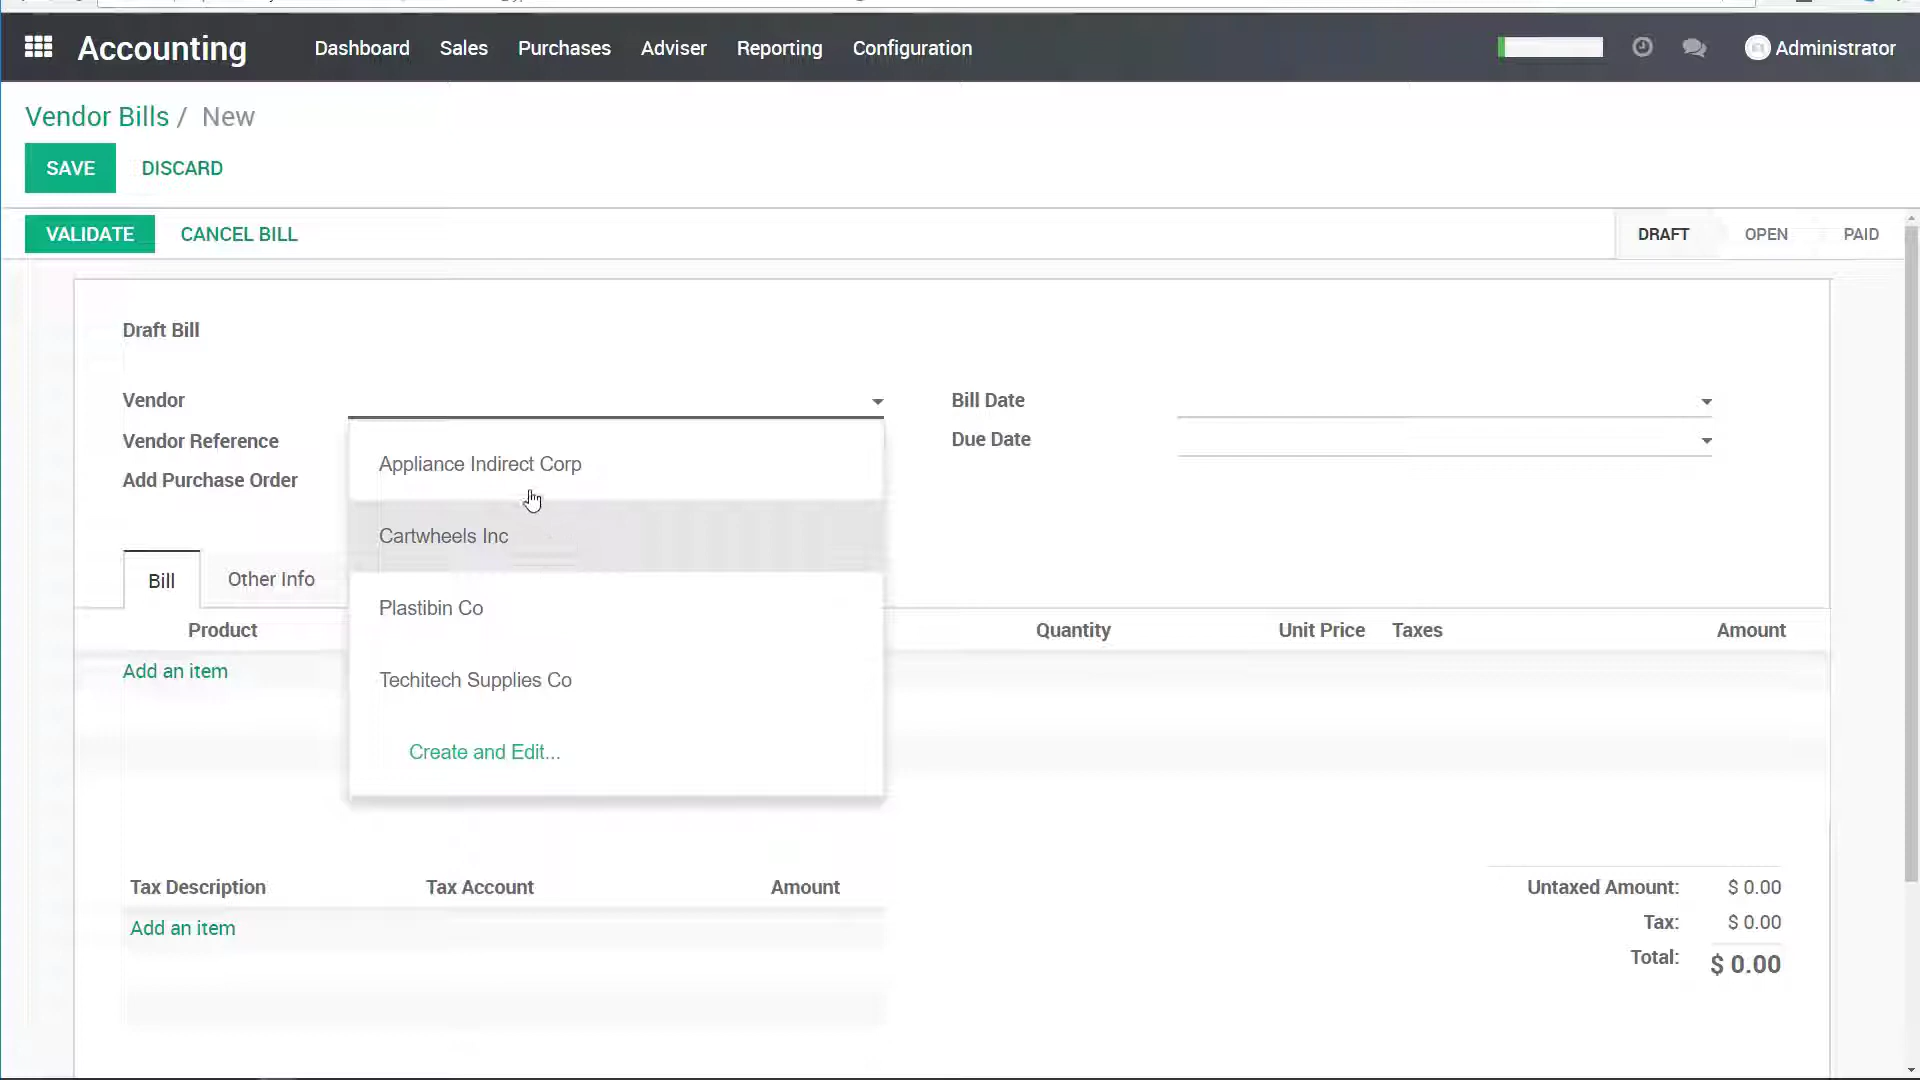 Accounting Dashboard Sales Purchases Adviser Reporting Configuration Administrator
Vendor Bills / New
SAVE DISCARD
VALIDATE CANCEL BILL DRAFT OPEN PAID
Draft Bill
Vendor Bill Date
Vendor Reference Due Date
Add Purchase Order
Appliance Indirect Corp
Cartwheels Inc
Plastibin Co
Techitech Supplies Co
Create and Edit...
Bill Other Info
Product Quantity Unit Price Taxes Amount
Add an item
Tax Description Tax Account Amount
Add an item
Untaxed Amount: $ 0.00
Tax: $ 0.00
Total: $ 0.00